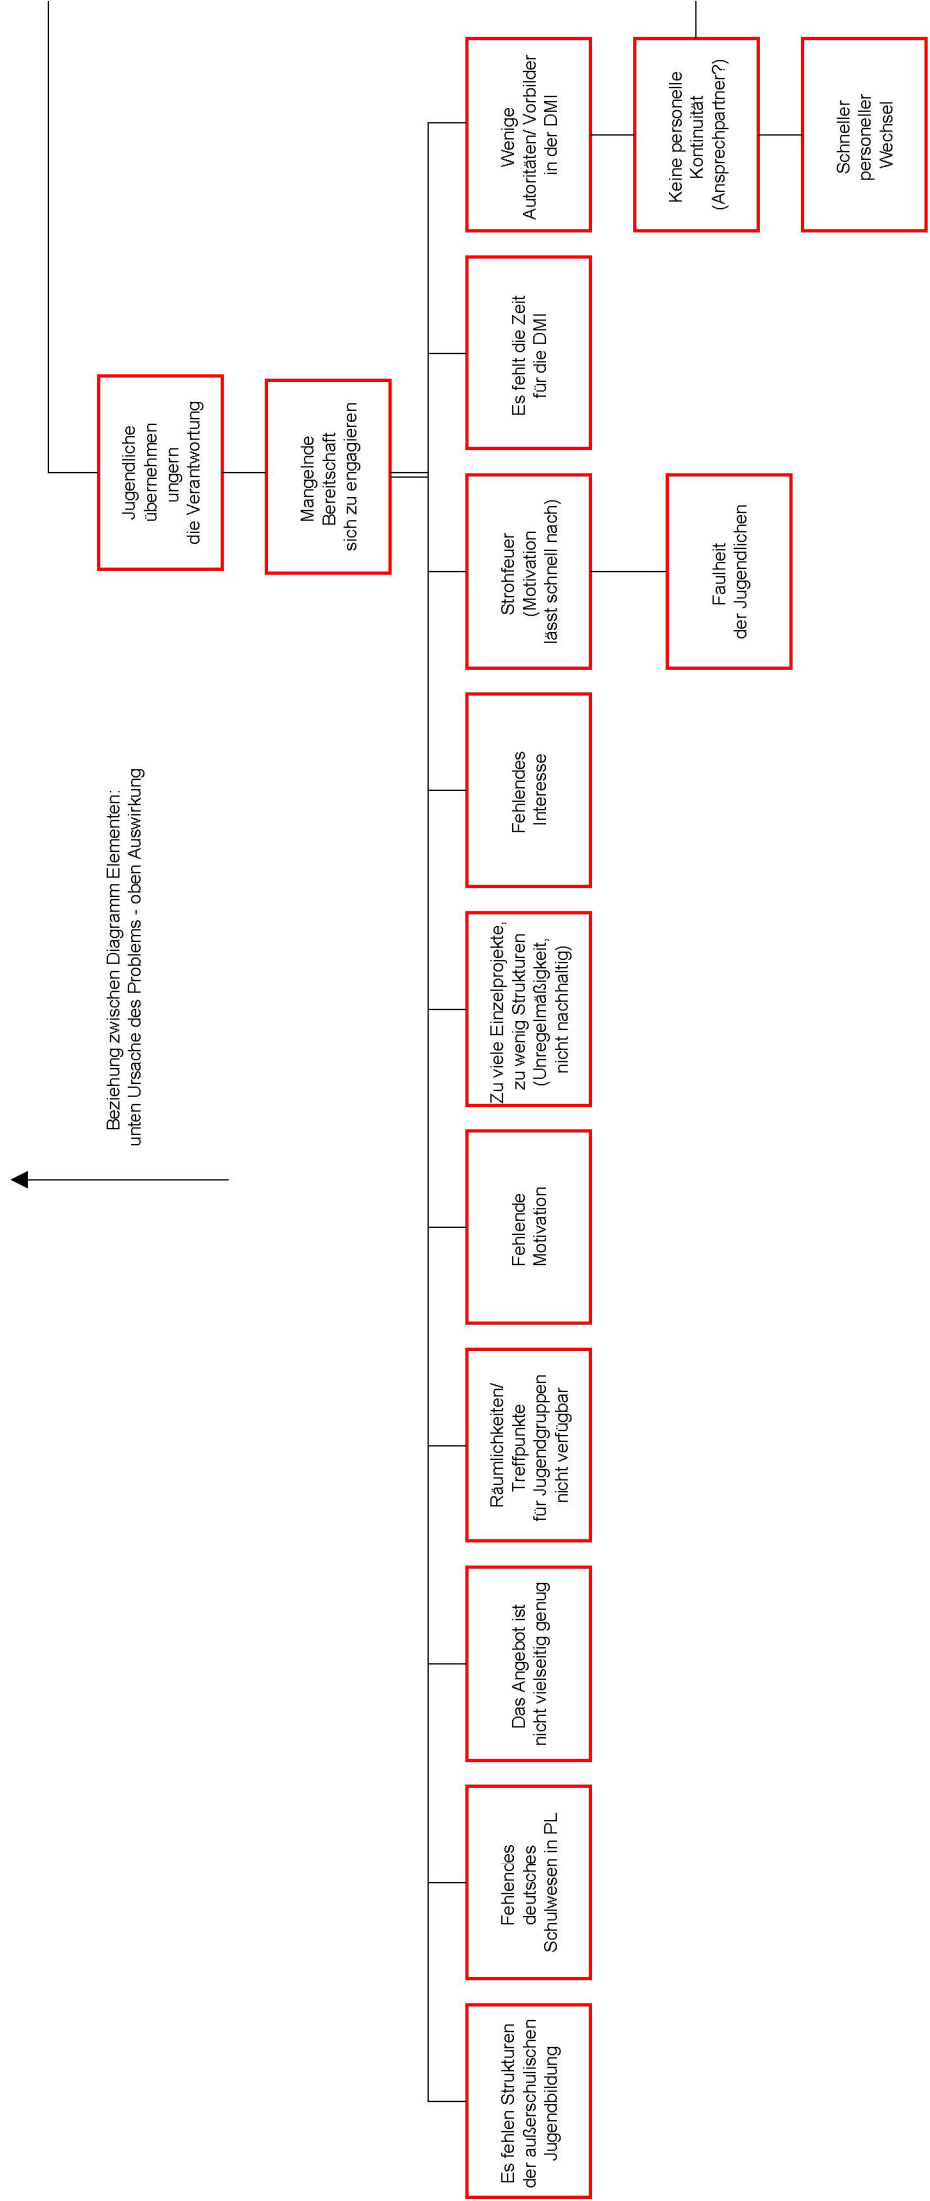 Beziehung zwischen Diagramm Elementen:
unten Ursache des Problems - oben Auswirkung
Jugendliche
übernehmen
ungern
die Verantwortung
Mangelnde
Bereitschaft
sich zu engagieren
Es fehlen Strukturen
der außerschulischen
Jugendbildung
Fehlendes
deutsches
Schulwesen in PL
Das Angebot ist
nicht vielseitig genug
Räumlichkeiten/
Treffpunkte
für Jugendgruppen
nicht verfügbar
Fehlende
Motivation
Zu viele Einzelprojekte,
zu wenig Strukturen
(Unregelmäßigkeit,
nicht nachhaltig)
Fehlendes
Interesse
Strohfeuer
(Motivation
lässt schnell nach)
Es fehlt die Zeit
für die DMI
Wenige
Autoritäten/ Vorbilder
in der DMI
Faulheit
der Jugendlichen
Keine personelle
Kontinuität
(Ansprechpartner?)
Schneller
personeller
Wechsel